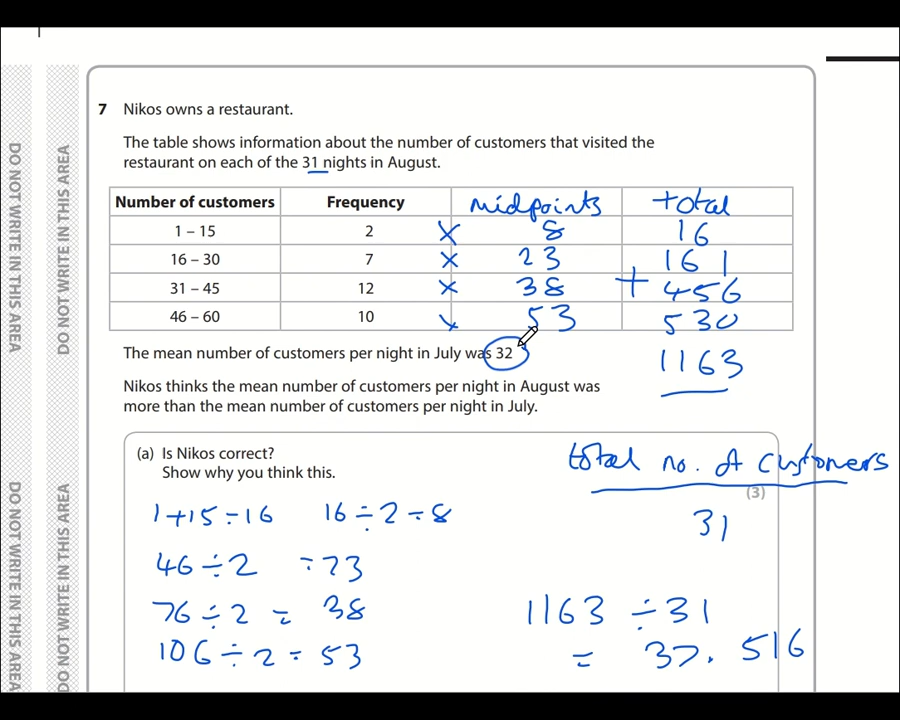 7 Nikos owns a restaurant.
The table shows information about the number of customers that visited the
restaurant on each of the 31 nights in August.
Number of customers Frequency midpoints total
1 – 15 2 × 8 16
16 – 30 7 × 23 161
31 – 45 12 × 38 + 456
46 – 60 10 × 53 530
The mean number of customers per night in July was 32
1163
Nikos thinks the mean number of customers per night in August was
more than the mean number of customers per night in July.
(a) Is Nikos correct?
Show why you think this.
total no. of customers
(3)
31
1+15=16 16÷2=8
46÷2 =23
76÷2 = 38
106÷2 = 53
1163 ÷31
= 37.516
DO NOT WRITE IN THIS AREA
DO NOT WRITE IN THIS AREA
DO NOT WRITE IN THIS AREA
DO NOT WRITE IN THIS AREA